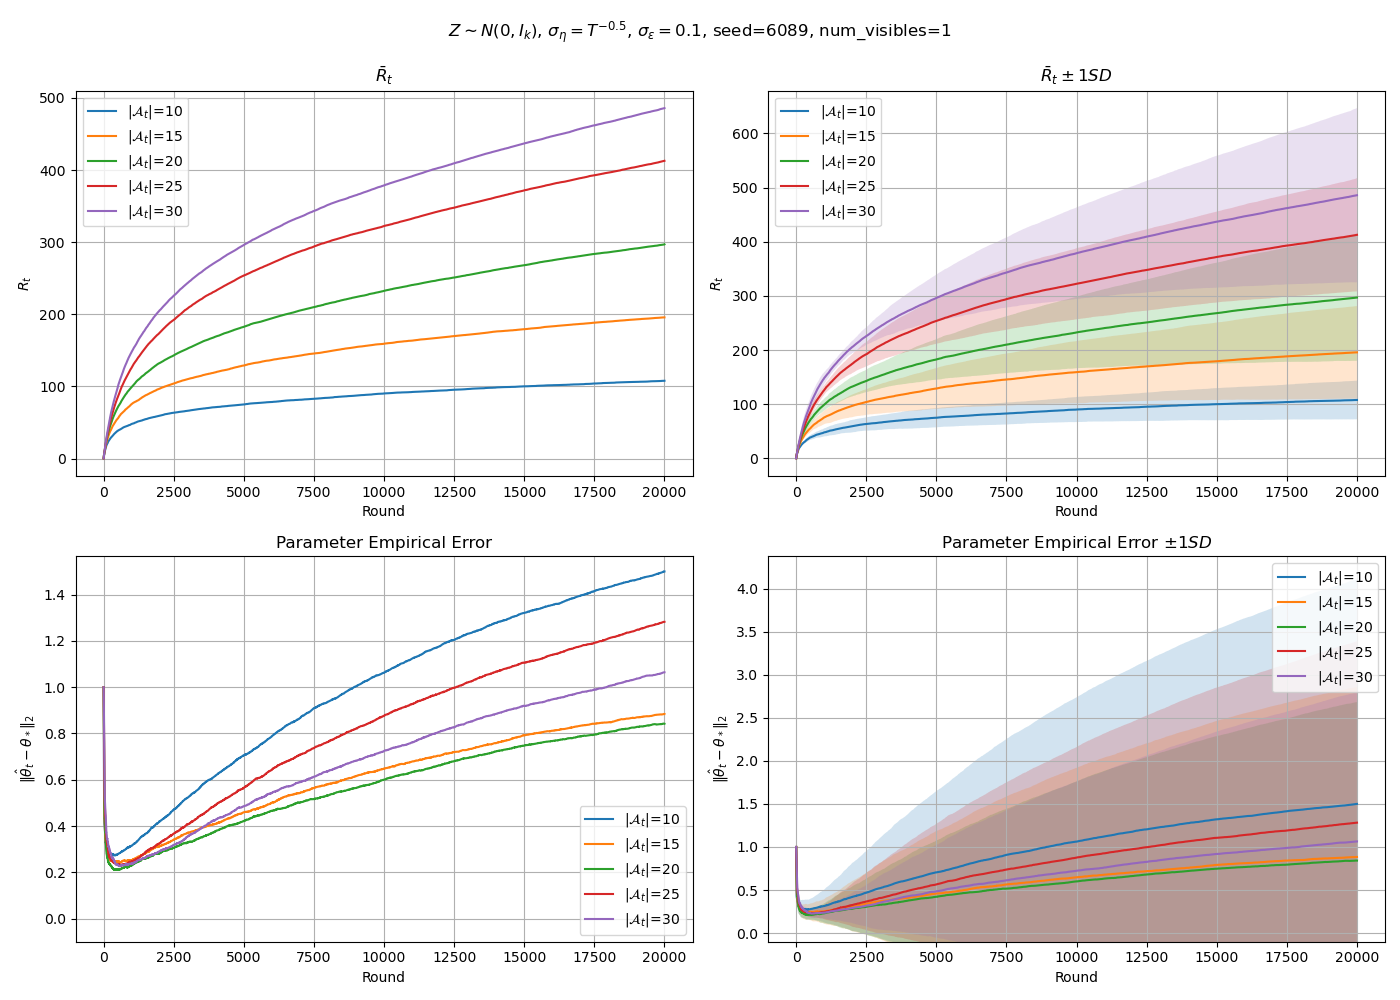 Z ~ N(0, I_k), σ_η = T^{-0.5}, σ_ε = 0.1, seed=6089, num_visibles=1
R̄_t
500
400
300
200
100
0
R_t
|𝒜_t|=10
|𝒜_t|=15
|𝒜_t|=20
|𝒜_t|=25
|𝒜_t|=30
0 2500 5000 7500 10000 12500 15000 17500 20000
Round
R̄_t ± 1SD
600
500
400
300
200
100
0
R_t
|𝒜_t|=10
|𝒜_t|=15
|𝒜_t|=20
|𝒜_t|=25
|𝒜_t|=30
0 2500 5000 7500 10000 12500 15000 17500 20000
Round
Parameter Empirical Error
1.4
1.2
1.0
0.8
0.6
0.4
0.2
0.0
‖θ̂_t − θ_*‖_2
|𝒜_t|=10
|𝒜_t|=15
|𝒜_t|=20
|𝒜_t|=25
|𝒜_t|=30
0 2500 5000 7500 10000 12500 15000 17500 20000
Round
Parameter Empirical Error ±1SD
4.0
3.5
3.0
2.5
2.0
1.5
1.0
0.5
0.0
‖θ̂_t − θ_*‖_2
|𝒜_t|=10
|𝒜_t|=15
|𝒜_t|=20
|𝒜_t|=25
|𝒜_t|=30
0 2500 5000 7500 10000 12500 15000 17500 20000
Round